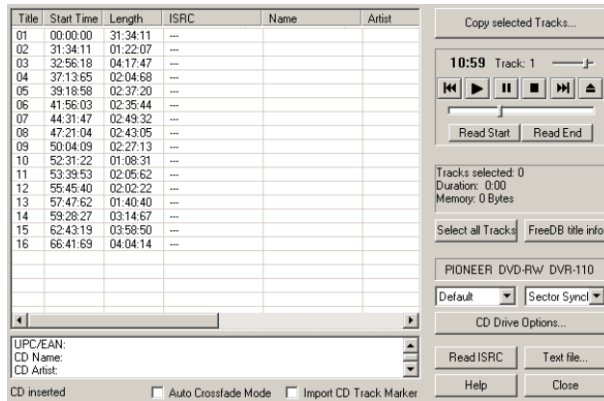 Title Start Time Length ISRC Name Artist
01 00:00:00 31:34:11 ---
02 31:34:11 01:22:07 ---
03 32:56:18 04:17:47 ---
04 37:13:65 02:04:68 ---
05 39:18:58 02:37:20 ---
06 41:56:03 02:35:44 ---
07 44:31:47 02:49:32 ---
08 47:21:04 02:43:05 ---
09 50:04:09 02:27:13 ---
10 52:31:22 01:08:31 ---
11 53:39:53 02:05:62 ---
12 55:45:40 02:02:22 ---
13 57:47:62 01:40:40 ---
14 59:28:27 03:14:67 ---
15 62:43:19 03:58:50 ---
16 66:41:69 04:04:14 ---
UPC/EAN:
CD Name:
CD Artist:
CD inserted Auto Crossfade Mode Import CD Track Marker
Copy selected Tracks...
10:59 Track: 1
Read Start Read End
Tracks selected: 0
Duration: 0:00
Memory: 0 Bytes
Select all Tracks FreeDB title info
PIONEER DVD-RW DVR-110
Default Sector Syncl
CD Drive Options...
Read ISRC Text file...
Help Close